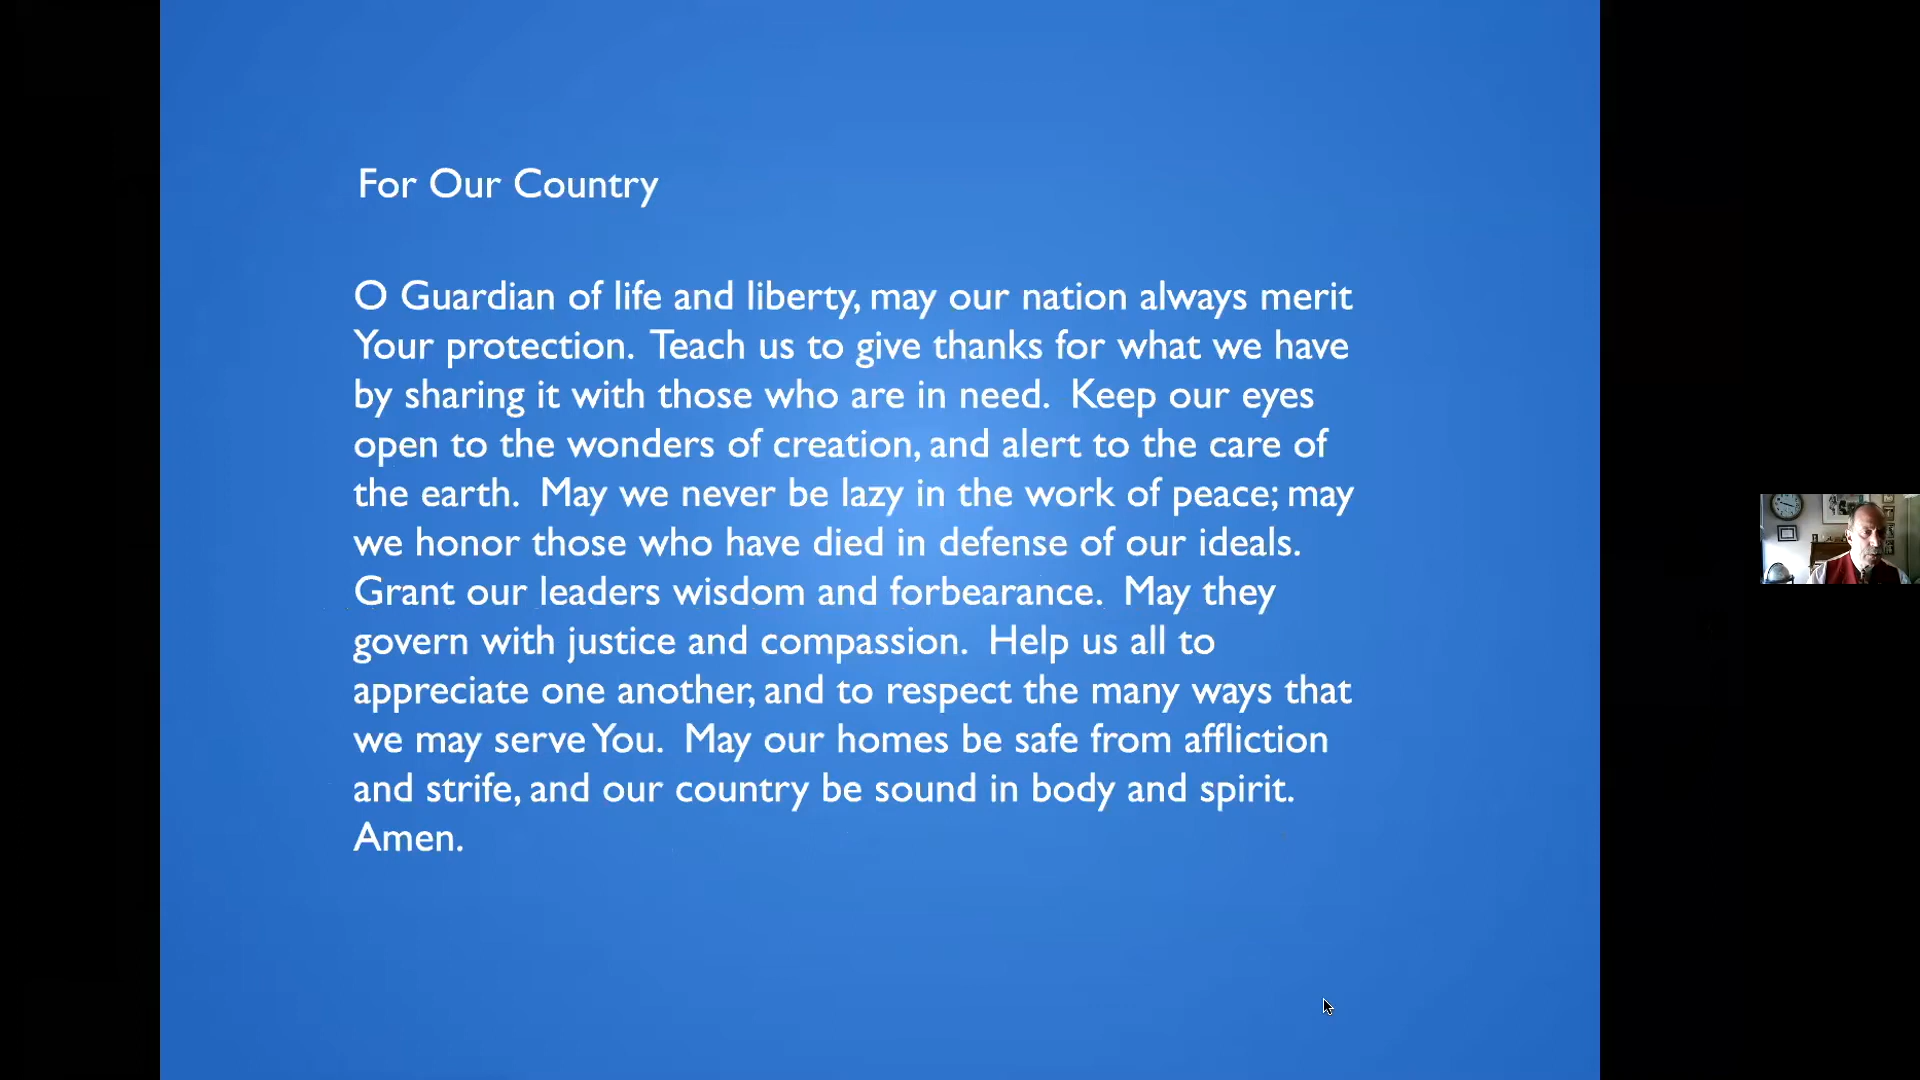 For Our Country
O Guardian of life and liberty, may our nation always merit
Your protection.  Teach us to give thanks for what we have
by sharing it with those who are in need.  Keep our eyes
open to the wonders of creation, and alert to the care of
the earth.  May we never be lazy in the work of peace; may
we honor those who have died in defense of our ideals.
Grant our leaders wisdom and forbearance.  May they
govern with justice and compassion.  Help us all to
appreciate one another, and to respect the many ways that
we may serve You.  May our homes be safe from affliction
and strife, and our country be sound in body and spirit.
Amen.